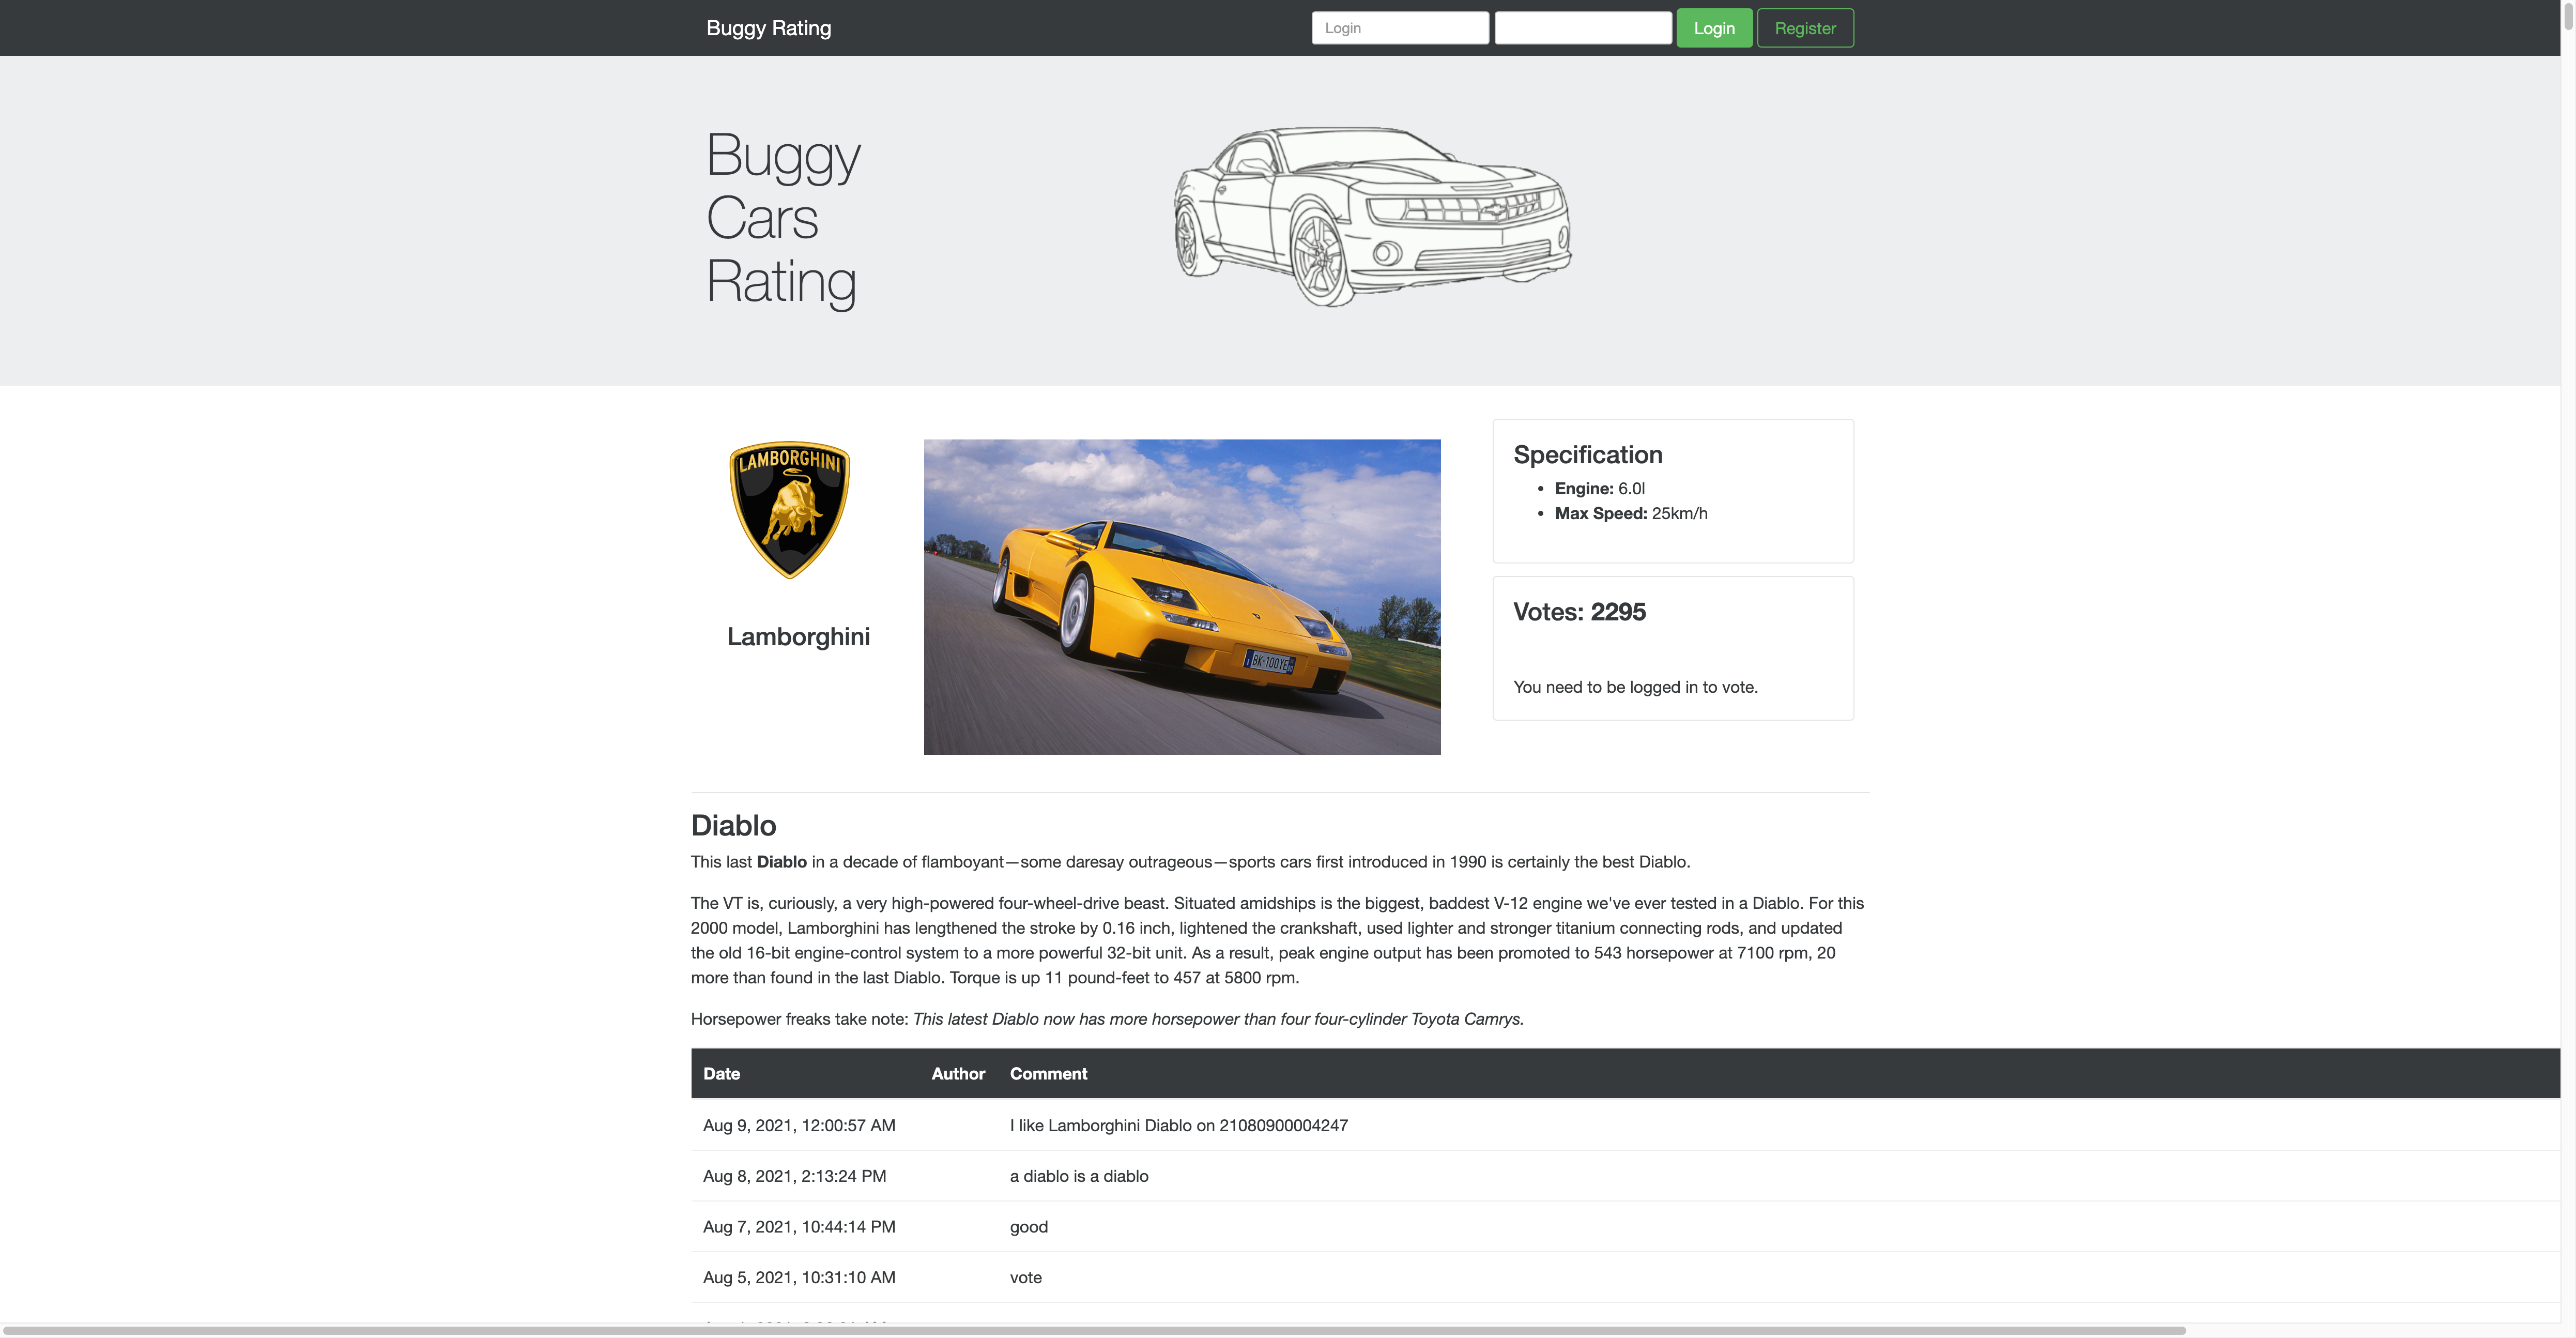 Buggy Rating
Login
Login
Register
Buggy
Cars
Rating
LAMBORGHINI
Lamborghini
BK·100YE
Specification
• Engine: 6.0l
• Max Speed: 25km/h
Votes: 2295
You need to be logged in to vote.
Diablo
This last Diablo in a decade of flamboyant—some daresay outrageous—sports cars first introduced in 1990 is certainly the best Diablo.
The VT is, curiously, a very high-powered four-wheel-drive beast. Situated amidships is the biggest, baddest V-12 engine we've ever tested in a Diablo. For this
2000 model, Lamborghini has lengthened the stroke by 0.16 inch, lightened the crankshaft, used lighter and stronger titanium connecting rods, and updated
the old 16-bit engine-control system to a more powerful 32-bit unit. As a result, peak engine output has been promoted to 543 horsepower at 7100 rpm, 20
more than found in the last Diablo. Torque is up 11 pound-feet to 457 at 5800 rpm.
Horsepower freaks take note: This latest Diablo now has more horsepower than four four-cylinder Toyota Camrys.
Date Author Comment
Aug 9, 2021, 12:00:57 AM I like Lamborghini Diablo on 21080900004247
Aug 8, 2021, 2:13:24 PM a diablo is a diablo
Aug 7, 2021, 10:44:14 PM good
Aug 5, 2021, 10:31:10 AM vote